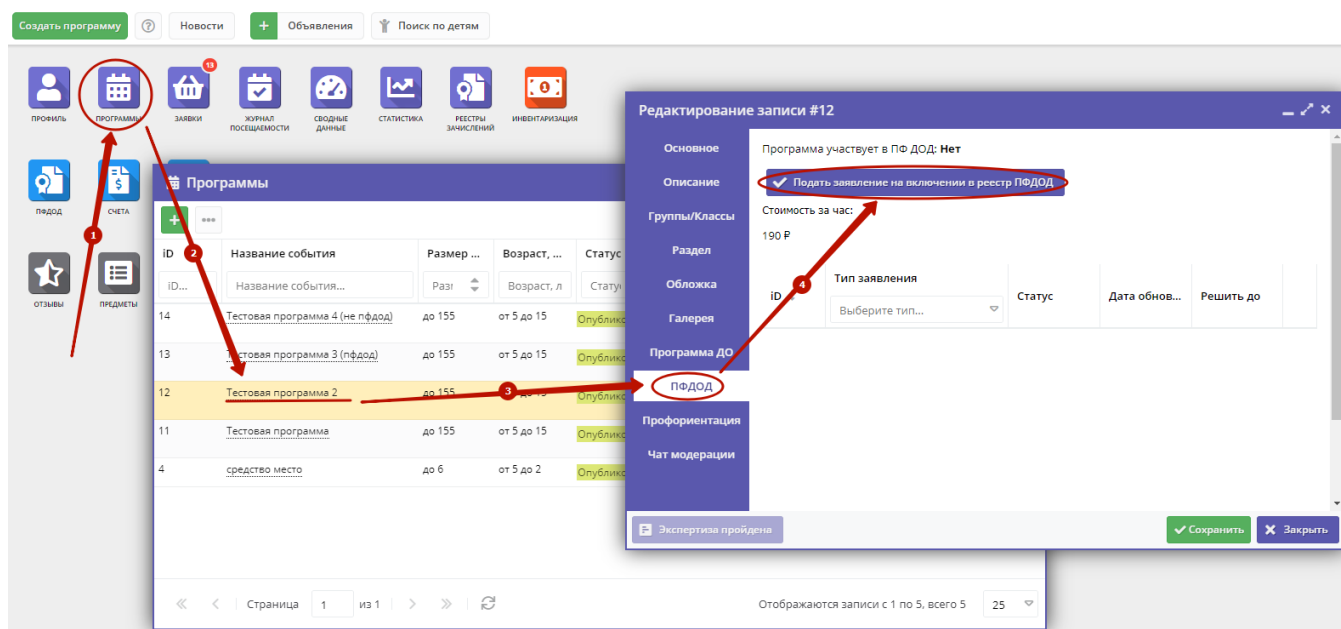 Создать программу ? Новости + Объявления Поиск по детям
13
ПРОФИЛЬ ПРОГРАММЫ ЗАЯВКИ ЖУРНАЛ ПОСЕЩАЕМОСТИ СВОДНЫЕ ДАННЫЕ СТАТИСТИКА РЕЕСТРЫ ЗАЧИСЛЕНИЙ ИНВЕНТАРИЗАЦИЯ
ПФДОД СЧЕТА
ОТЗЫВЫ ПРЕДМЕТЫ
1
2
3
4
Программы
+ •••
iD Название события Размер ... Возраст, ... Статус
iD... Название события... Возраст, л
14 Тестовая программа 4 (не пфдод) до 155 от 5 до 15
13 Тестовая программа 3 (пфдод) до 155 от 5 до 15
12 Тестовая программа 2 до 155
11 Тестовая программа до 155 от 5 до 15
4 средство место до 6 от 5 до 2
Страница 1 из 1
Отображаются записи с 1 по 5, всего 5 25
Редактирование записи #12
Основное
Описание
Группы/Классы
Раздел
Обложка
Галерея
Программа ДО
ПФДОД
Профориентация
Чат модерации
Программа участвует в ПФ ДОД: Нет
Подать заявление на включении в реестр ПФДОД
Стоимость за час:
190 ₽
iD Тип заявления Статус Дата обнов... Решить до
Выберите тип...
Экспертиза пройдена Сохранить Закрыть